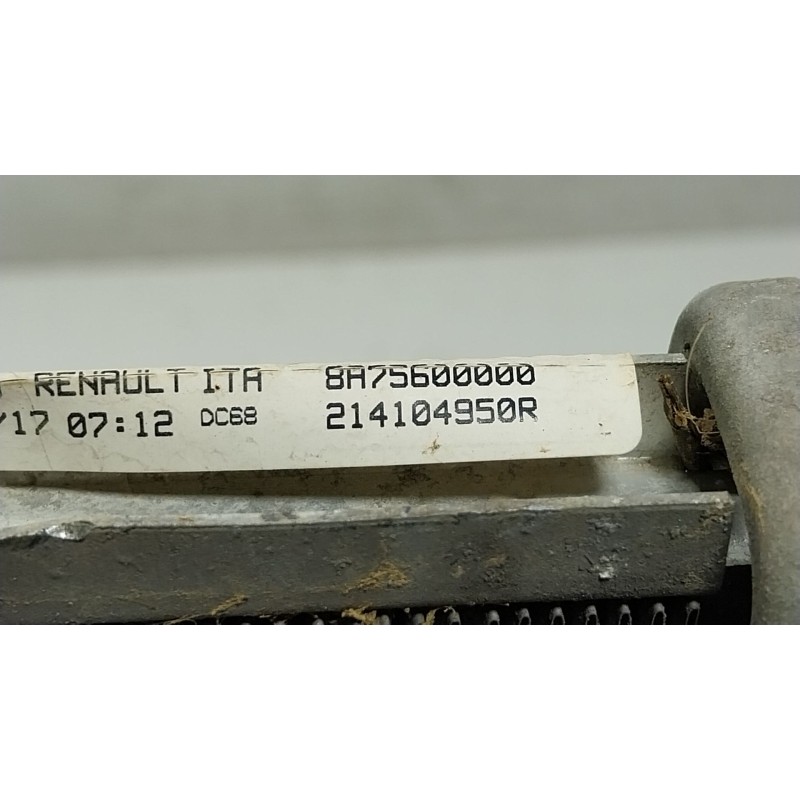 RENAULT ITA 8A75600000
/17 07:12 DC68 214104950R